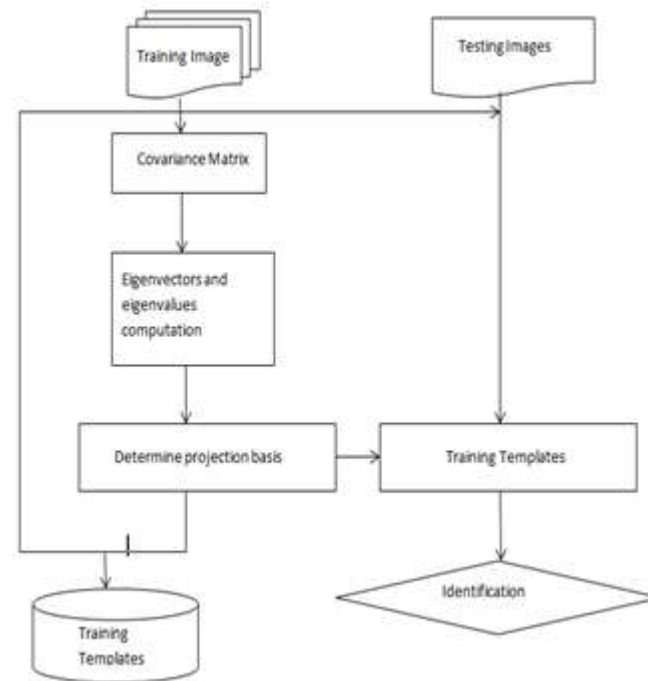 Training Image
Testing Images
Covariance Matrix
Eigenvectors and
eigenvalues
computation
Determine projection basis
Training Templates
Identification
Training
Templates